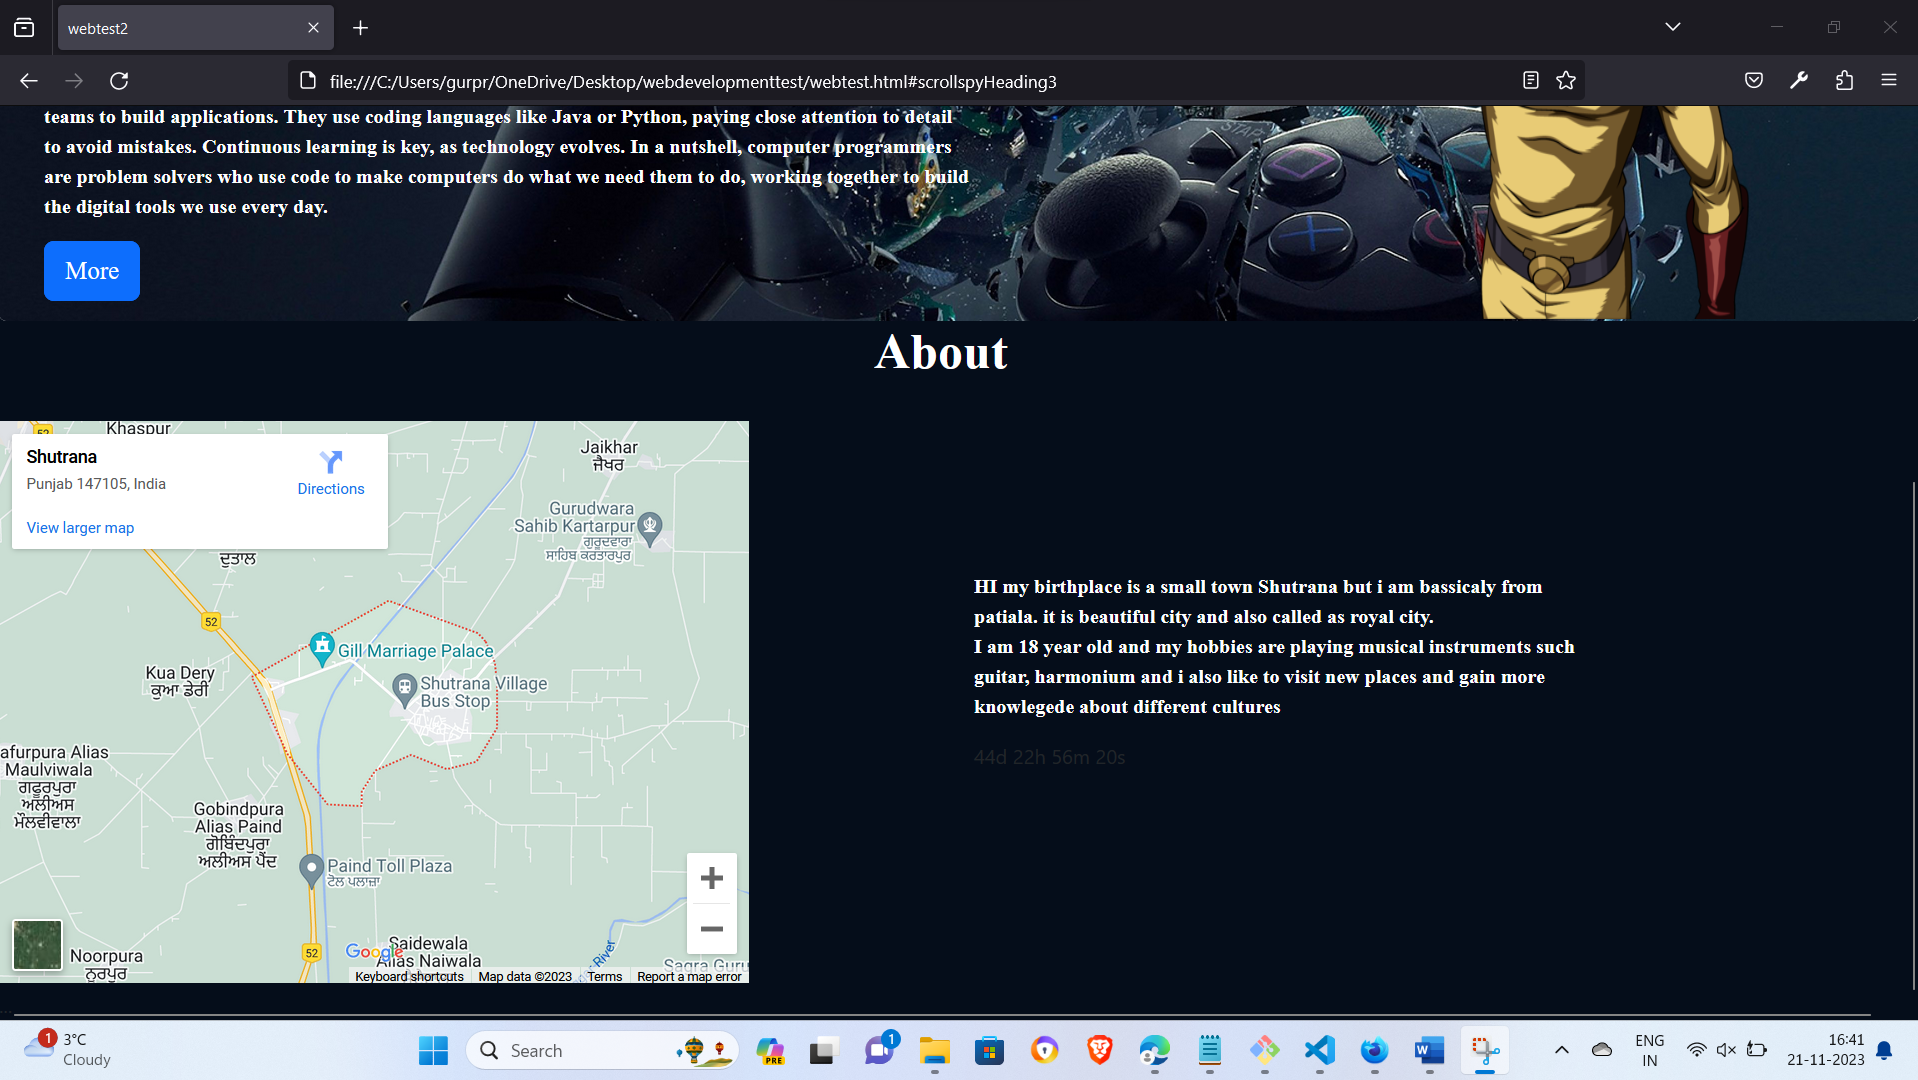 webtest2
file:///C:/Users/gurpr/OneDrive/Desktop/webdevelopmenttest/webtest.html#scrollspyHeading3
teams to build applications. They use coding languages like Java or Python, paying close attention to detail
to avoid mistakes. Continuous learning is key, as technology evolves. In a nutshell, computer programmers
are problem solvers who use code to make computers do what we need them to do, working together to build
the digital tools we use every day.
More
START
About
Khaspur
52
Shutrana
Punjab 147105, India
Directions
View larger map
ਦੁਤਾਲ
Jaikhar
ਜੈਖਰ
Gurudwara
Sahib Kartarpur
ਗੁਰੂਦਵਾਰਾ
ਸਾਹਿਬ ਕਰਤਾਰਪੁਰ
52
Gill Marriage Palace
Kua Dery
ਕੁਆ ਡੇਰੀ
Shutrana Village
Bus Stop
afurpura Alias
Maulviwala
ਗਫੂਰਪੁਰਾ
ਅਲੀਅਸ
ਮੌਲਵੀਵਾਲਾ
Gobindpura
Alias Paind
ਗੋਬਿੰਦਪੁਰਾ
ਅਲੀਅਸ ਪੈਂਦ
Paind Toll Plaza
ਟੋਲ ਪਲਾਜ਼ਾ
52
Noorpura
ਨੂਰਪੁਰ
Google
Saidewala
Alias Naiwala
River
Sagra Guru
Keyboard shortcuts Map data ©2023 Terms Report a map error
HI my birthplace is a small town Shutrana but i am bassicaly from
patiala. it is beautiful city and also called as royal city.
I am 18 year old and my hobbies are playing musical instruments such
guitar, harmonium and i also like to visit new places and gain more
knowlegede about different cultures
44d 22h 56m 20s
1
3°C
Cloudy
Search
PRE
1
W
ENG
IN
16:41
21-11-2023